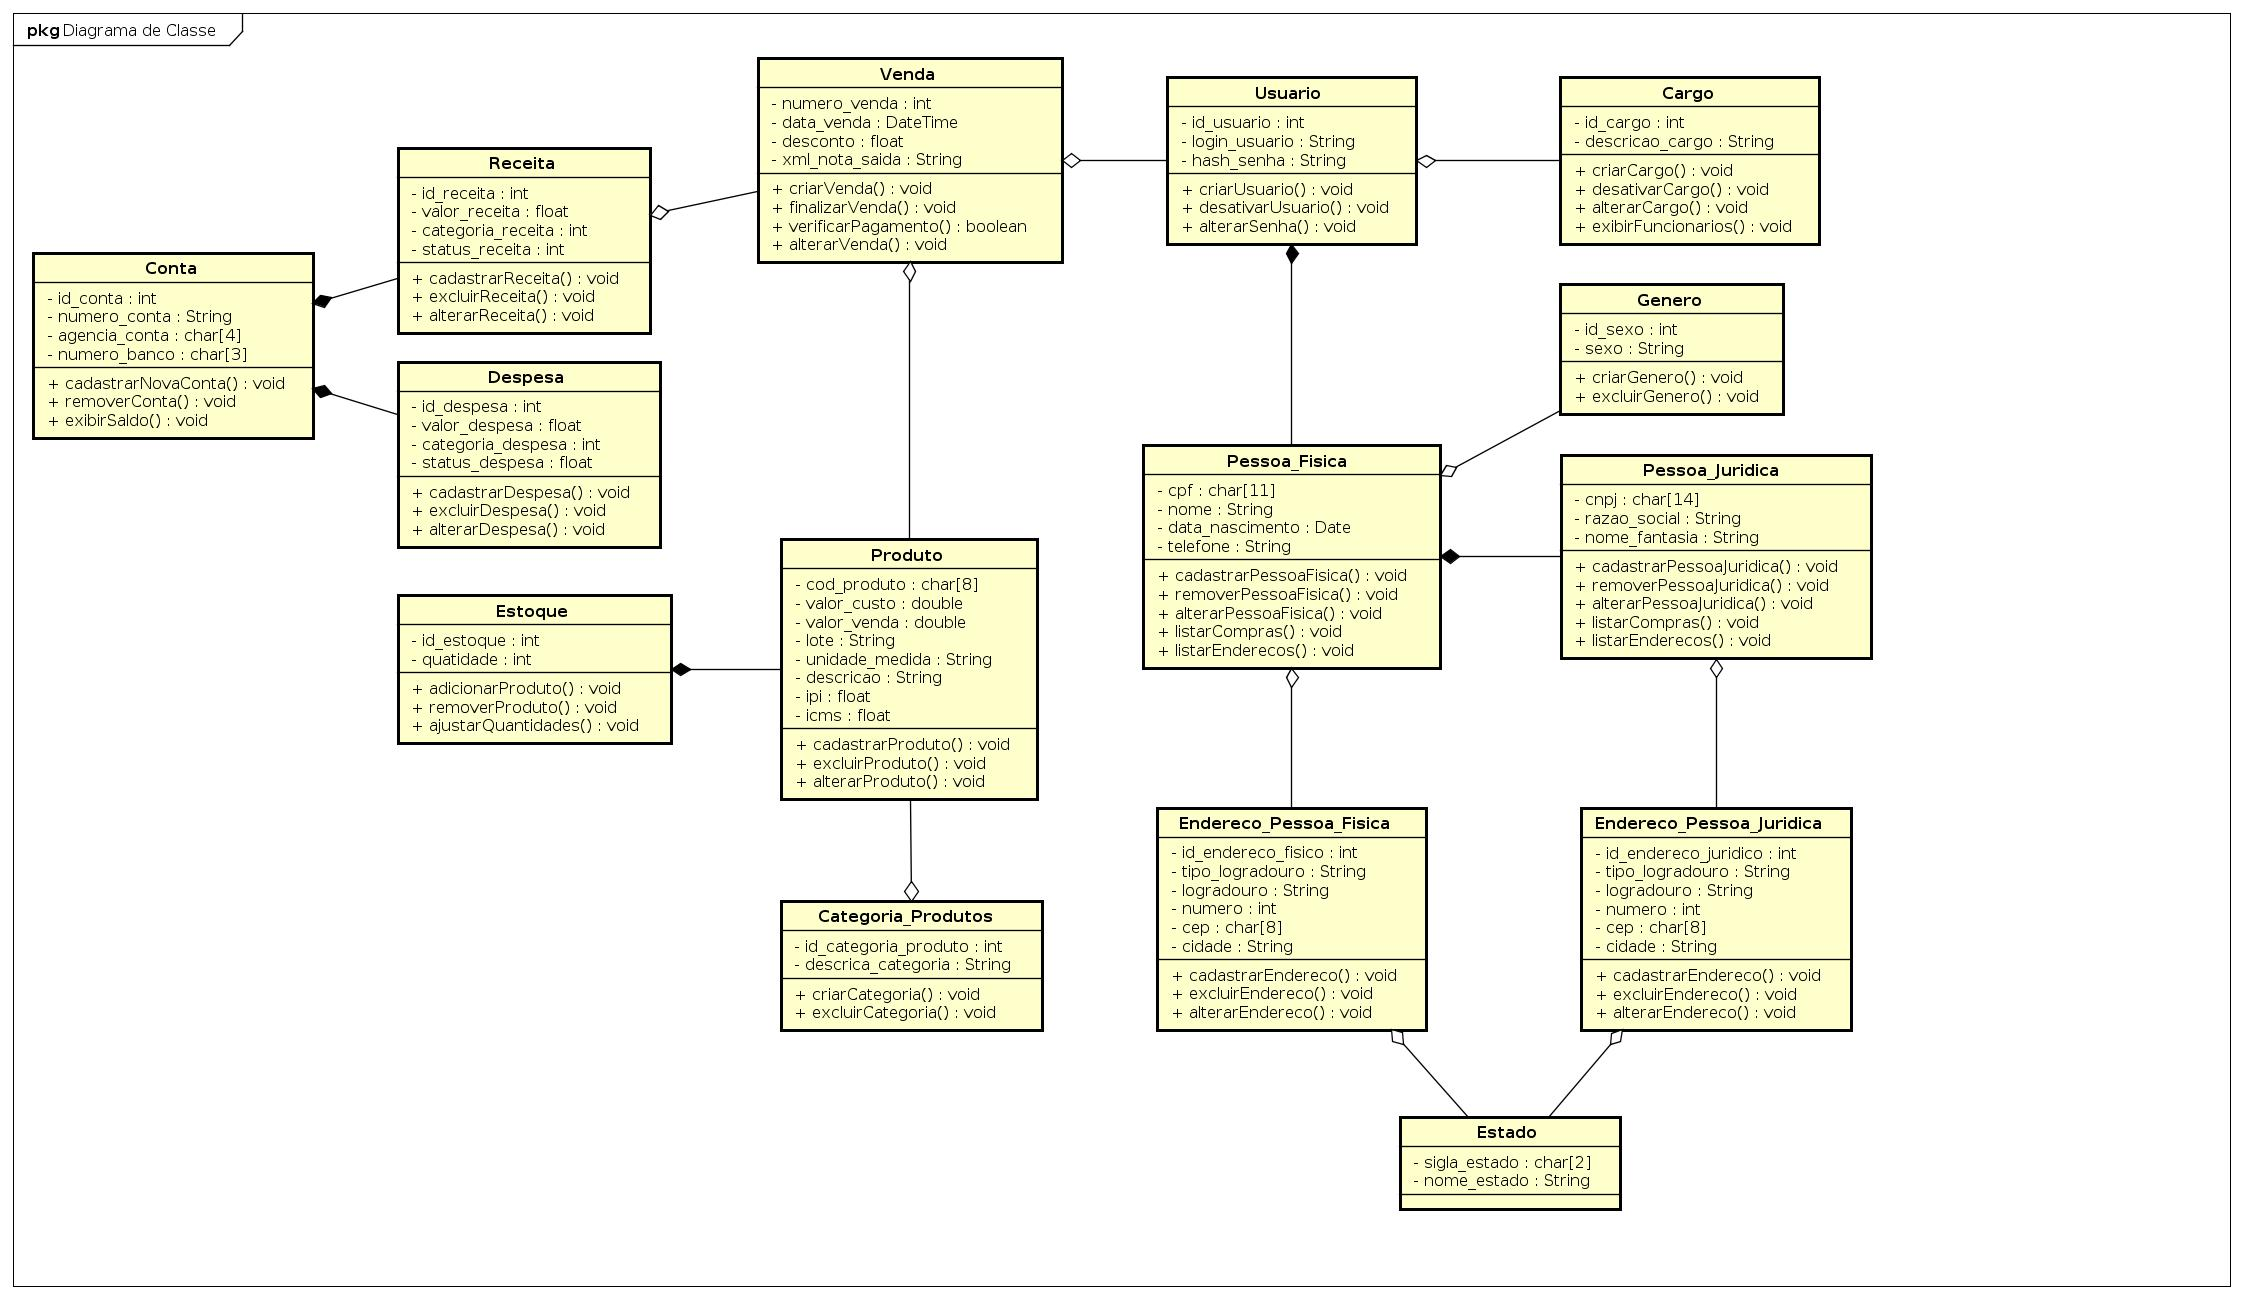 pkg Diagrama de Classe
Venda
- numero_venda : int
- data_venda : DateTime
- desconto : float
- xml_nota_saida : String
+ criarVenda() : void
+ finalizarVenda() : void
+ verificarPagamento() : boolean
+ alterarVenda() : void
Usuario
- id_usuario : int
- login_usuario : String
- hash_senha : String
+ criarUsuario() : void
+ desativarUsuario() : void
+ alterarSenha() : void
Cargo
- id_cargo : int
- descricao_cargo : String
+ criarCargo() : void
+ desativarCargo() : void
+ alterarCargo() : void
+ exibirFuncionarios() : void
Receita
- id_receita : int
- valor_receita : float
- categoria_receita : int
- status_receita : int
+ cadastrarReceita() : void
+ excluirReceita() : void
+ alterarReceita() : void
Conta
- id_conta : int
- numero_conta : String
- agencia_conta : char[4]
- numero_banco : char[3]
+ cadastrarNovaConta() : void
+ removerConta() : void
+ exibirSaldo() : void
Genero
- id_sexo : int
- sexo : String
+ criarGenero() : void
+ excluirGenero() : void
Despesa
- id_despesa : int
- valor_despesa : float
- categoria_despesa : int
- status_despesa : float
+ cadastrarDespesa() : void
+ excluirDespesa() : void
+ alterarDespesa() : void
Pessoa_Fisica
- cpf : char[11]
- nome : String
- data_nascimento : Date
- telefone : String
+ cadastrarPessoaFisica() : void
+ removerPessoaFisica() : void
+ alterarPessoaFisica() : void
+ listarCompras() : void
+ listarEnderecos() : void
Pessoa_Juridica
- cnpj : char[14]
- razao_social : String
- nome_fantasia : String
+ cadastrarPessoaJuridica() : void
+ removerPessoaJuridica() : void
+ alterarPessoaJuridica() : void
+ listarCompras() : void
+ listarEnderecos() : void
Produto
- cod_produto : char[8]
- valor_custo : double
- valor_venda : double
- lote : String
- unidade_medida : String
- descricao : String
- ipi : float
- icms : float
+ cadastrarProduto() : void
+ excluirProduto() : void
+ alterarProduto() : void
Estoque
- id_estoque : int
- quatidade : int
+ adicionarProduto() : void
+ removerProduto() : void
+ ajustarQuantidades() : void
Endereco_Pessoa_Fisica
- id_endereco_fisico : int
- tipo_logradouro : String
- logradouro : String
- numero : int
- cep : char[8]
- cidade : String
+ cadastrarEndereco() : void
+ excluirEndereco() : void
+ alterarEndereco() : void
Endereco_Pessoa_Juridica
- id_endereco_juridico : int
- tipo_logradouro : String
- logradouro : String
- numero : int
- cep : char[8]
- cidade : String
+ cadastrarEndereco() : void
+ excluirEndereco() : void
+ alterarEndereco() : void
Categoria_Produtos
- id_categoria_produto : int
- descrica_categoria : String
+ criarCategoria() : void
+ excluirCategoria() : void
Estado
- sigla_estado : char[2]
- nome_estado : String